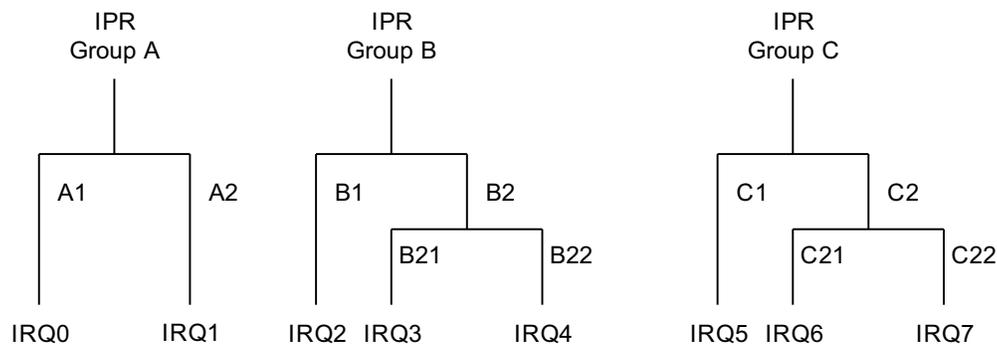 IPR
Group A
IPR
Group B
IPR
Group C
A1
A2
B1
B2
C1
C2
B21
B22
C21
C22
IRQ0
IRQ1
IRQ2
IRQ3
IRQ4
IRQ5
IRQ6
IRQ7